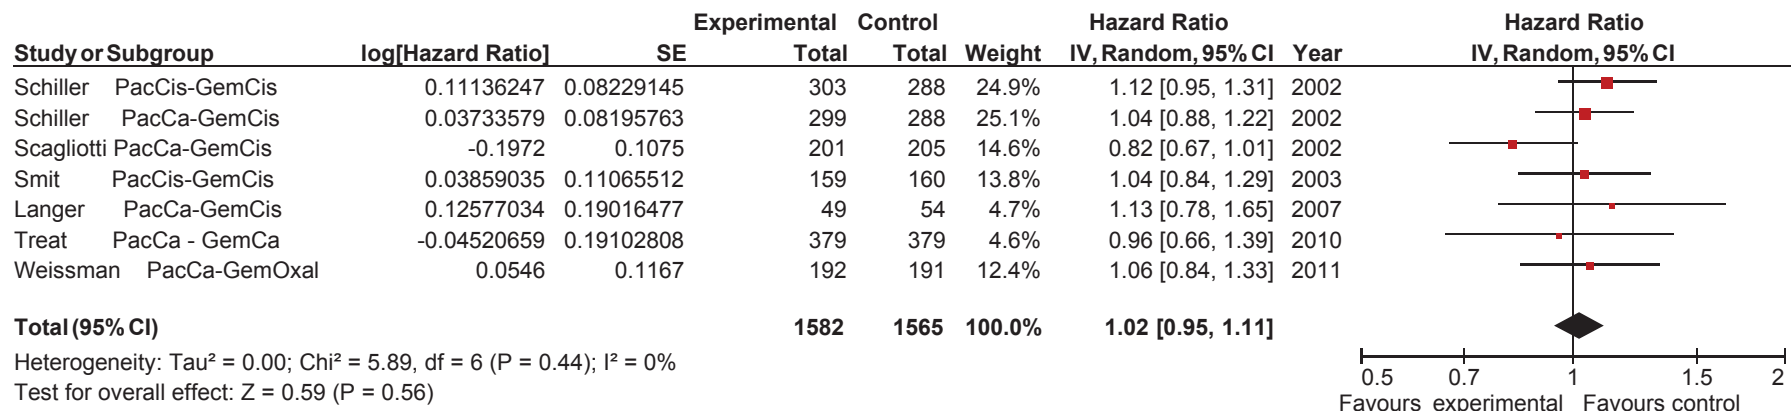 Experimental Control Hazard Ratio Hazard Ratio
Study or Subgroup log[Hazard Ratio] SE Total Total Weight IV, Random, 95% CI Year IV, Random, 95% CI
Schiller PacCis-GemCis 0.11136247 0.08229145 303 288 24.9% 1.12 [0.95, 1.31] 2002
Schiller PacCa-GemCis 0.03733579 0.08195763 299 288 25.1% 1.04 [0.88, 1.22] 2002
Scagliotti PacCa-GemCis -0.1972 0.1075 201 205 14.6% 0.82 [0.67, 1.01] 2002
Smit PacCis-GemCis 0.03859035 0.11065512 159 160 13.8% 1.04 [0.84, 1.29] 2003
Langer PacCa-GemCis 0.12577034 0.19016477 49 54 4.7% 1.13 [0.78, 1.65] 2007
Treat PacCa - GemCa -0.04520659 0.19102808 379 379 4.6% 0.96 [0.66, 1.39] 2010
Weissman PacCa-GemOxal 0.0546 0.1167 192 191 12.4% 1.06 [0.84, 1.33] 2011
Total (95% CI) 1582 1565 100.0% 1.02 [0.95, 1.11]
Heterogeneity: Tau² = 0.00; Chi² = 5.89, df = 6 (P = 0.44); I² = 0%
Test for overall effect: Z = 0.59 (P = 0.56)
0.5 0.7 1 1.5 2
Favours experimental Favours control